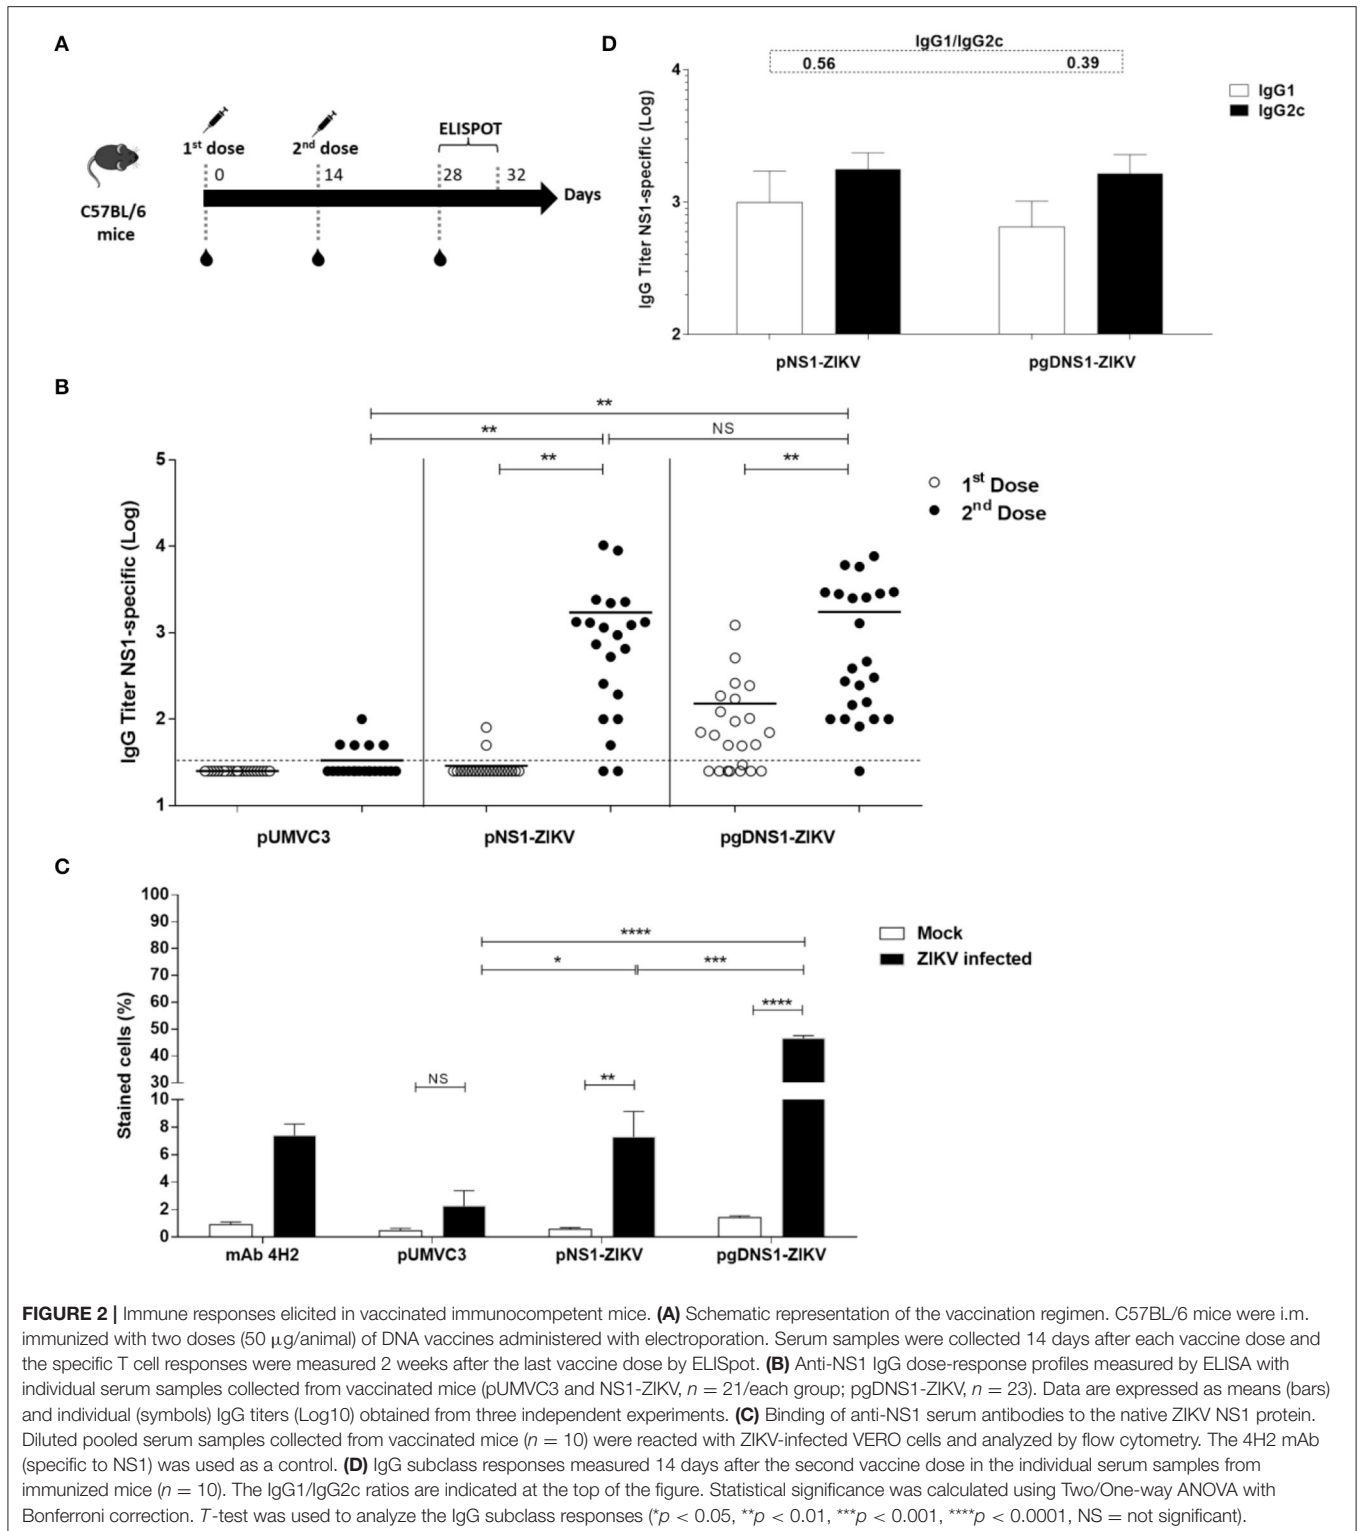 A
1st dose
2nd dose
ELISPOT
0
14
28
32
Days
C57BL/6
mice
D
IgG1/IgG2c
0.56
0.39
4
3
2
IgG Titer NS1-specific (Log)
IgG1
IgG2c
pNS1-ZIKV
pgDNS1-ZIKV
B
**
**
NS
**
**
5
4
3
2
1
IgG Titer NS1-specific (Log)
1st Dose
2nd Dose
pUMVC3
pNS1-ZIKV
pgDNS1-ZIKV
C
100
90
80
70
60
50
40
30
10
8
6
4
2
0
Stained cells (%)
****
*
***
****
NS
**
Mock
ZIKV infected
mAb 4H2
pUMVC3
pNS1-ZIKV
pgDNS1-ZIKV
FIGURE 2 | Immune responses elicited in vaccinated immunocompetent mice. (A) Schematic representation of the vaccination regimen. C57BL/6 mice were i.m.
immunized with two doses (50 μg/animal) of DNA vaccines administered with electroporation. Serum samples were collected 14 days after each vaccine dose and
the specific T cell responses were measured 2 weeks after the last vaccine dose by ELISpot. (B) Anti-NS1 IgG dose-response profiles measured by ELISA with
individual serum samples collected from vaccinated mice (pUMVC3 and NS1-ZIKV, n = 21/each group; pgDNS1-ZIKV, n = 23). Data are expressed as means (bars)
and individual (symbols) IgG titers (Log10) obtained from three independent experiments. (C) Binding of anti-NS1 serum antibodies to the native ZIKV NS1 protein.
Diluted pooled serum samples collected from vaccinated mice (n = 10) were reacted with ZIKV-infected VERO cells and analyzed by flow cytometry. The 4H2 mAb
(specific to NS1) was used as a control. (D) IgG subclass responses measured 14 days after the second vaccine dose in the individual serum samples from
immunized mice (n = 10). The IgG1/IgG2c ratios are indicated at the top of the figure. Statistical significance was calculated using Two/One-way ANOVA with
Bonferroni correction. T-test was used to analyze the IgG subclass responses (*p < 0.05, **p < 0.01, ***p < 0.001, ****p < 0.0001, NS = not significant).